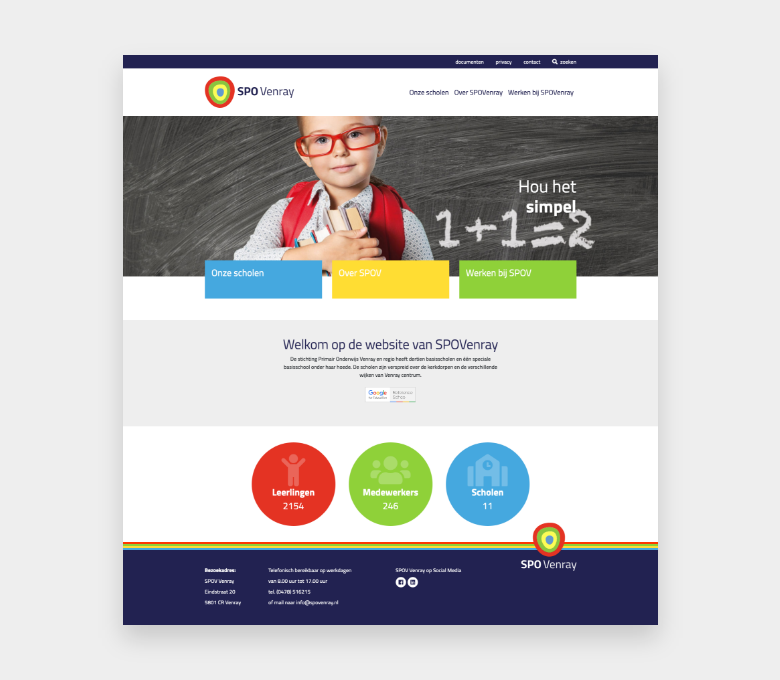 documenten privacy contact zoeken
SPO Venray
Onze scholen Over SPOVenray Werken bij SPOVenray
Hou het
simpel
1+1=2
Onze scholen
Over SPOV
Werken bij SPOV
Welkom op de website van SPOVenray
De stichting Primair Onderwijs Venray en regio heeft dertien basisscholen en één speciale
basisschool onder haar hoede. De scholen zijn verspreid over de kerkdorpen en de verschillende
wijken van Venray centrum.
Google
Reference
Leerlingen
2154
Medewerkers
246
Scholen
11
SPO Venray
Bezoekadres:
SPOV Venray
Eindstraat 20
5801 CR Venray
Telefonisch bereikbaar op werkdagen
van 8.00 uur tot 17.00 uur
tel. (0478) 516215
of mail naar info@spovenray.nl
SPOV Venray op Social Media